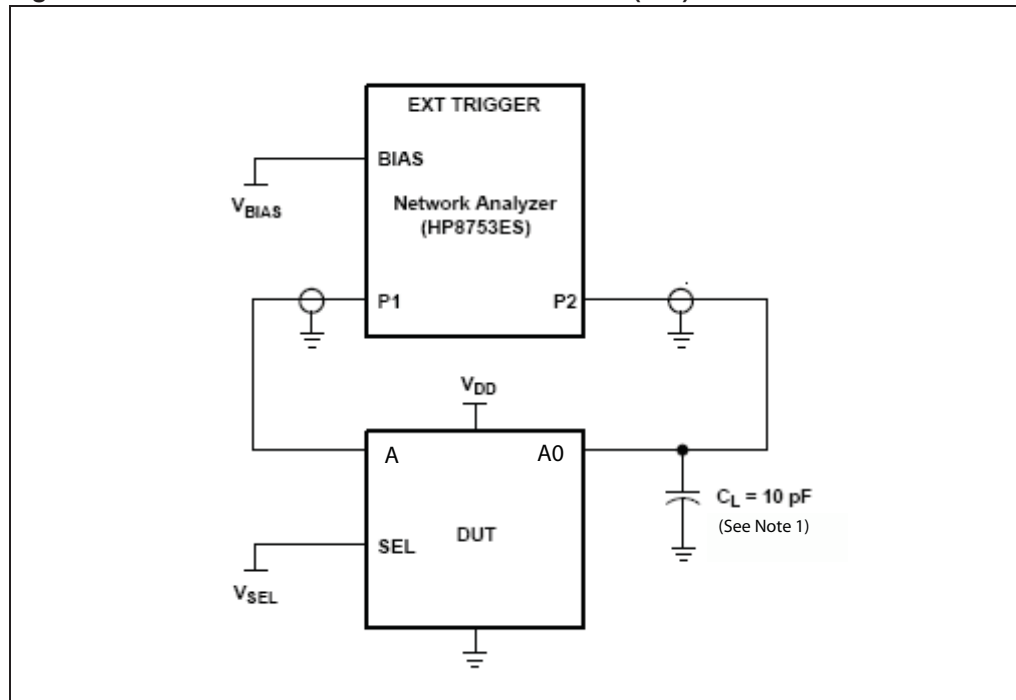 EXT TRIGGER
BIAS
VBIAS
Network Analyzer
(HP8753ES)
P1
P2
VDD
A
A0
CL = 10 pF
(See Note 1)
SEL
DUT
VSEL